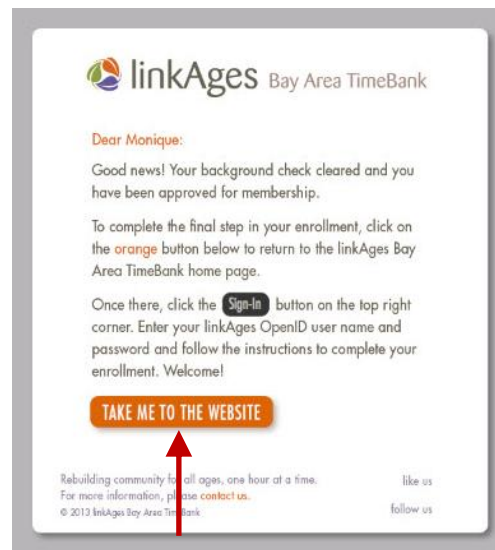 linkAges Bay Area TimeBank
Dear Monique:
Good news! Your background check cleared and you
have been approved for membership.
To complete the final step in your enrollment, click on
the orange button below to return to the linkAges Bay
Area TimeBank home page.
Once there, click the Sign-In button on the top right
corner. Enter your linkAges OpenID user name and
password and follow the instructions to complete your
enrollment. Welcome!
TAKE ME TO THE WEBSITE
Rebuilding community for all ages, one hour at a time.
like us
For more information, please contact us.
© 2013 linkAges Bay Area TimeBank
follow us